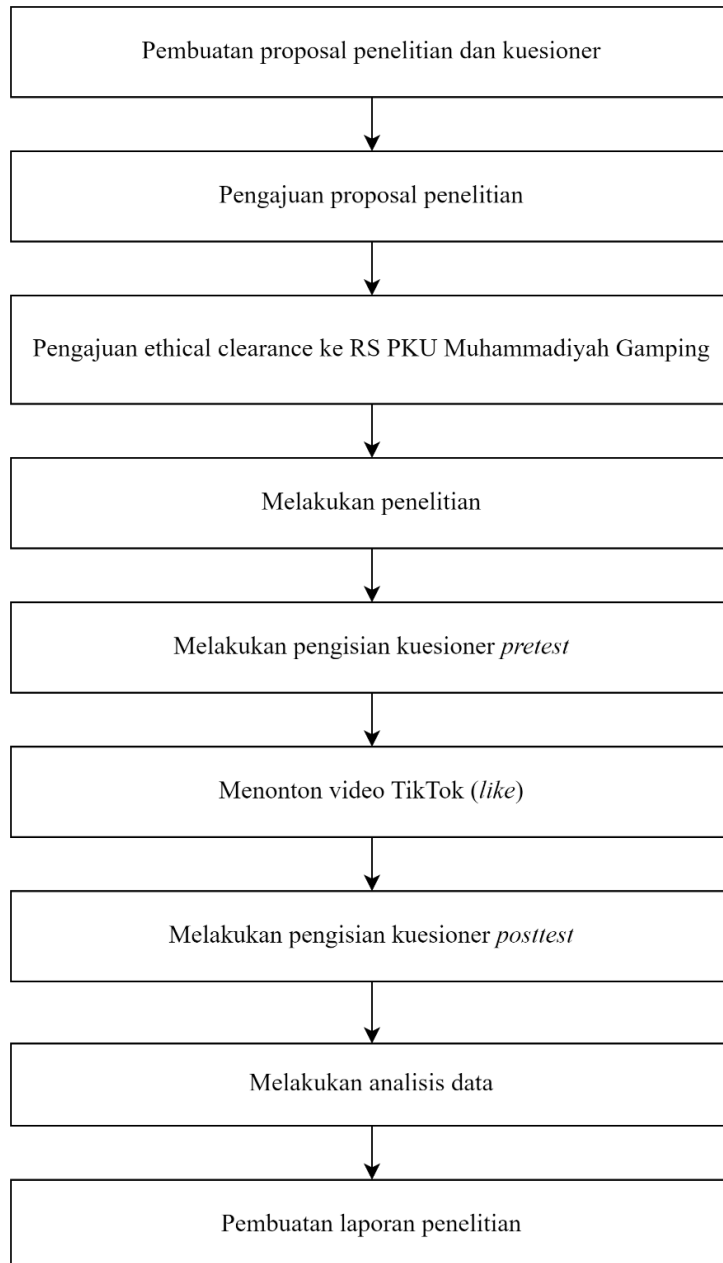 Pembuatan proposal penelitian dan kuesioner
Pengajuan proposal penelitian
Pengajuan ethical clearance ke RS PKU Muhammadiyah Gamping
Melakukan penelitian
Melakukan pengisian kuesioner pretest
Menonton video TikTok (like)
Melakukan pengisian kuesioner posttest
Melakukan analisis data
Pembuatan laporan penelitian